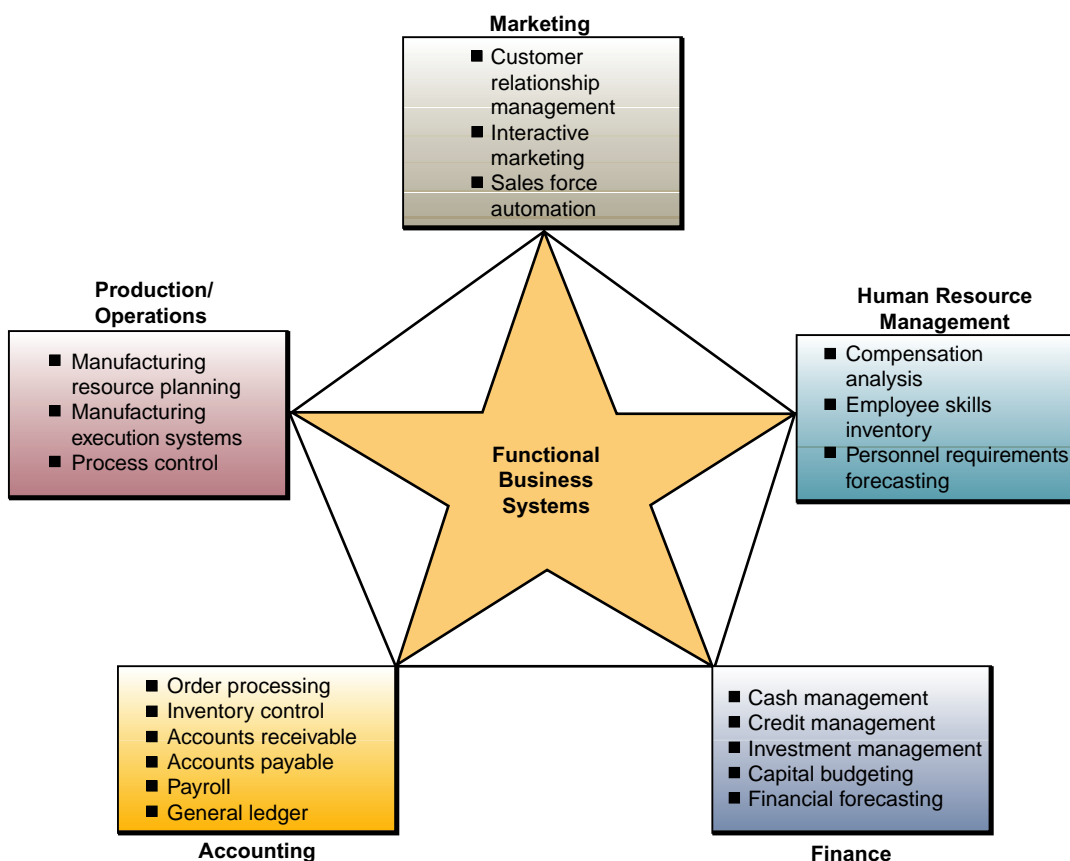 Marketing
■ Customer
relationship
management
■ Interactive
marketing
■ Sales force
automation
Production/
Operations
■ Manufacturing
resource planning
■ Manufacturing
execution systems
■ Process control
Human Resource
Management
■ Compensation
analysis
■ Employee skills
inventory
■ Personnel requirements
forecasting
Functional
Business
Systems
■ Order processing
■ Inventory control
■ Accounts receivable
■ Accounts payable
■ Payroll
■ General ledger
Accounting
■ Cash management
■ Credit management
■ Investment management
■ Capital budgeting
■ Financial forecasting
Finance